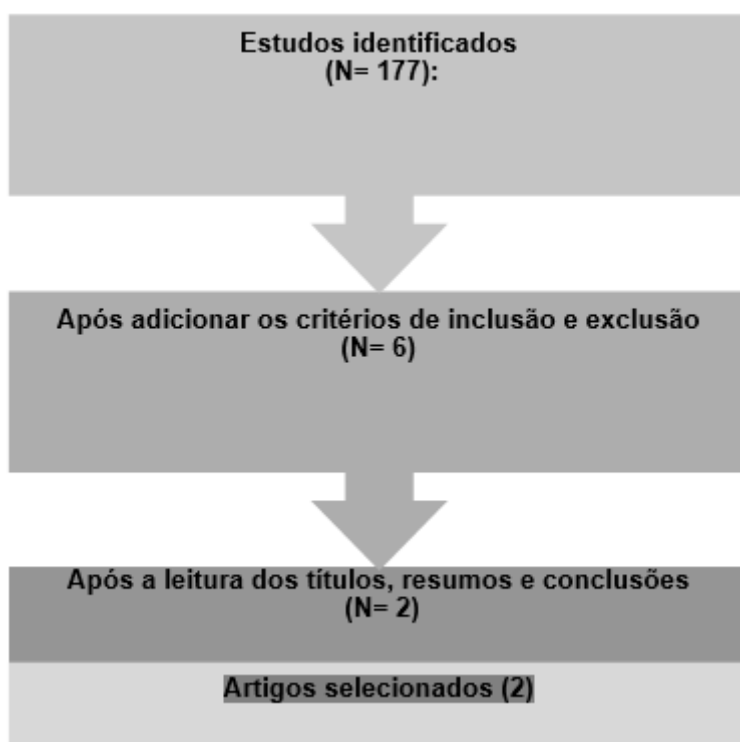 Estudos identificados
(N= 177):
Após adicionar os critérios de inclusão e exclusão
(N= 6)
Após a leitura dos títulos, resumos e conclusões
(N= 2)
Artigos selecionados (2)